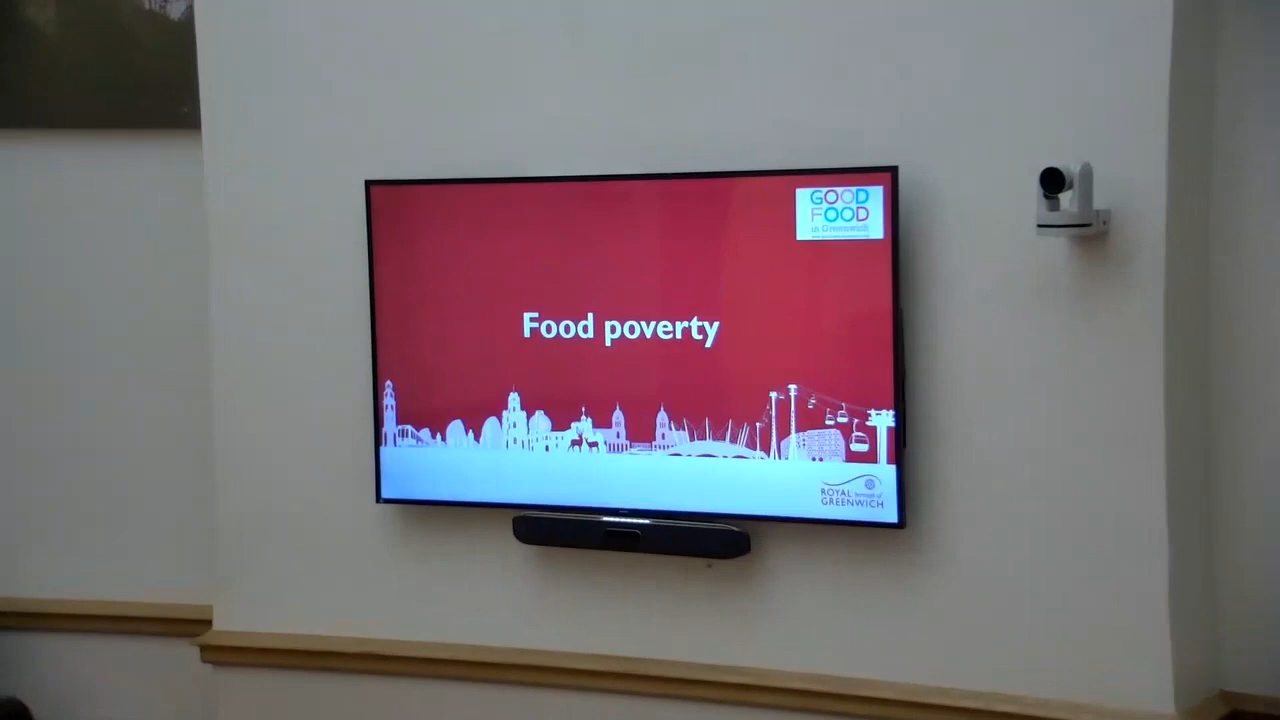 GOOD
FOOD
in Greenwich
Food poverty
ROYAL borough of
GREENWICH